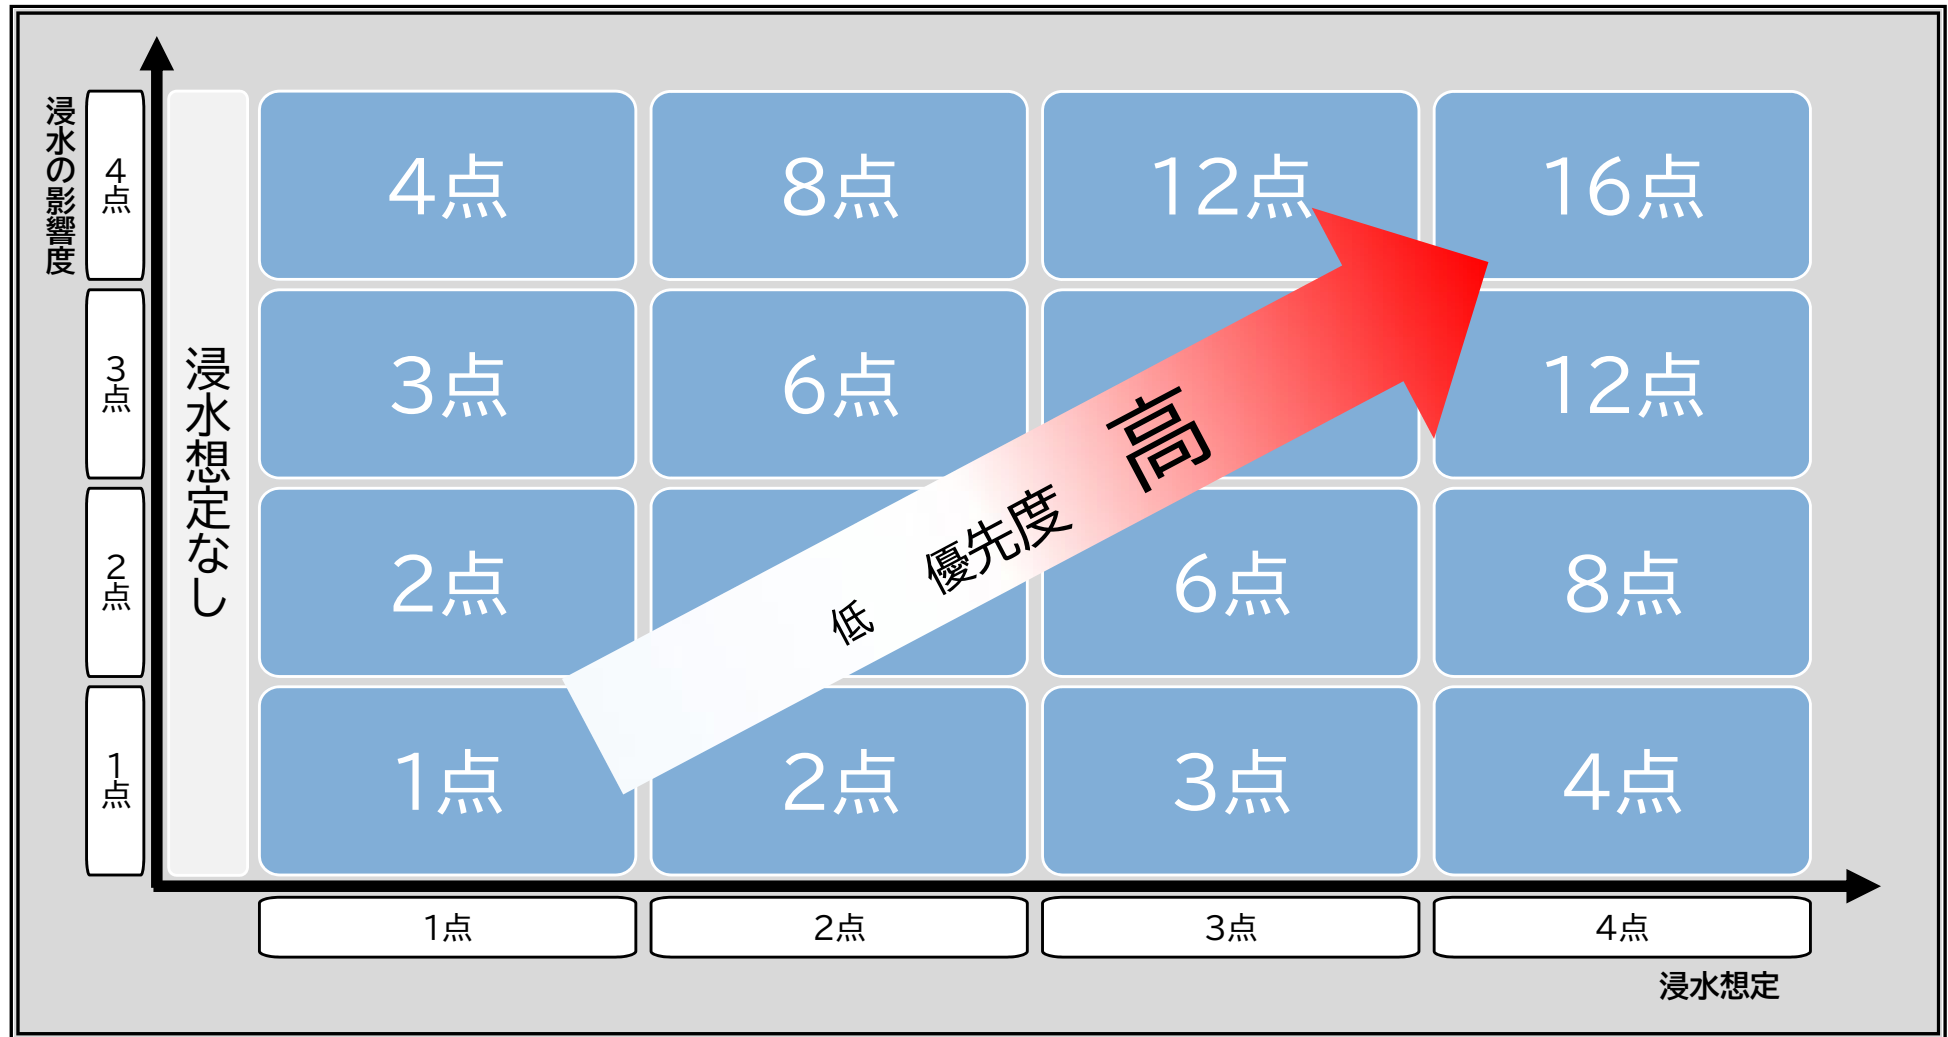 浸水の影響度
4点
3点
2点
1点
浸水想定なし
4点
8点
12点
16点
3点
6点
12点
2点
6点
8点
1点
2点
3点
4点
低 優先度 高
1点
2点
3点
4点
浸水想定